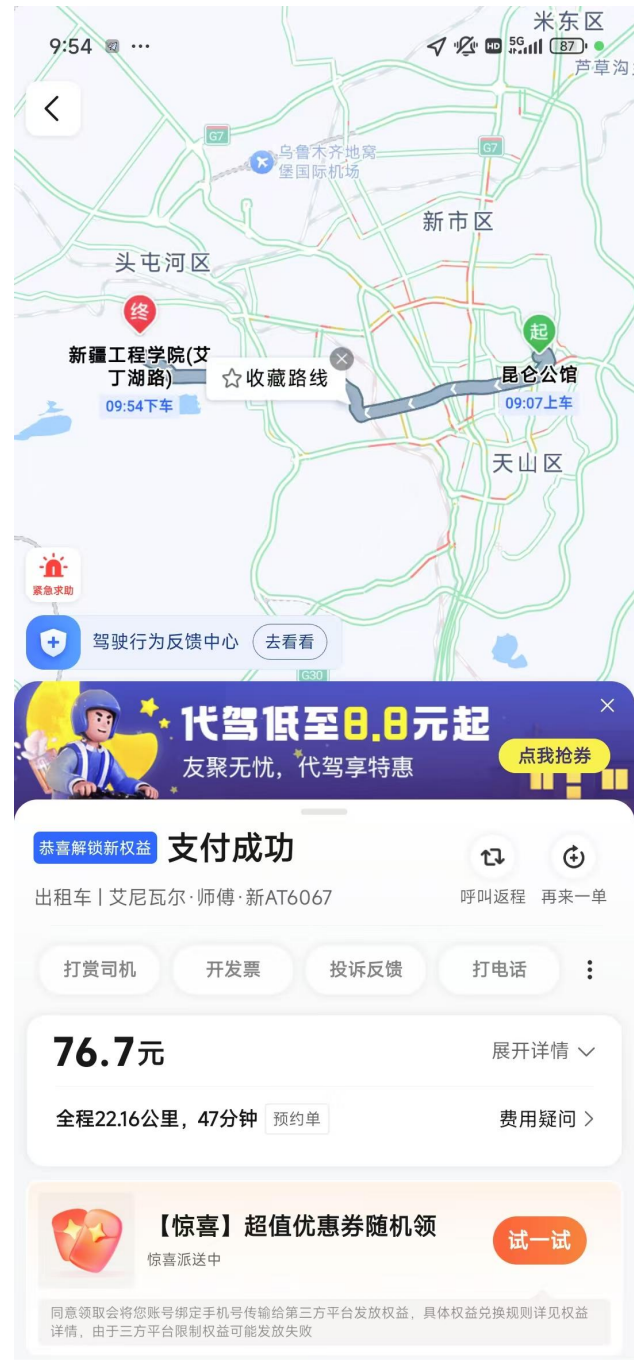 米东区
9:54 ...
HD 5G 87
芦草沟
G7
乌鲁木齐地窝
堡国际机场
G7
新市区
头屯河区
终
起
新疆工程学院(艾
丁湖路)
收藏路线
昆仑公馆
09:54下车
09:07上车
天山区
紧急求助
驾驶行为反馈中心 去看看
G30
代驾低至8.8元起
友聚无忧，代驾享特惠
点我抢券
恭喜解锁新权益 支付成功
出租车 | 艾尼瓦尔·师傅·新AT6067
呼叫返程 再来一单
打赏司机 开发票 投诉反馈 打电话
76.7元 展开详情
全程22.16公里，47分钟 预约单 费用疑问
【惊喜】超值优惠券随机领
惊喜派送中
试一试
同意领取会将您账号绑定手机号传输给第三方平台发放权益，具体权益兑换规则详见权益
详情，由于三方平台限制权益可能发放失败